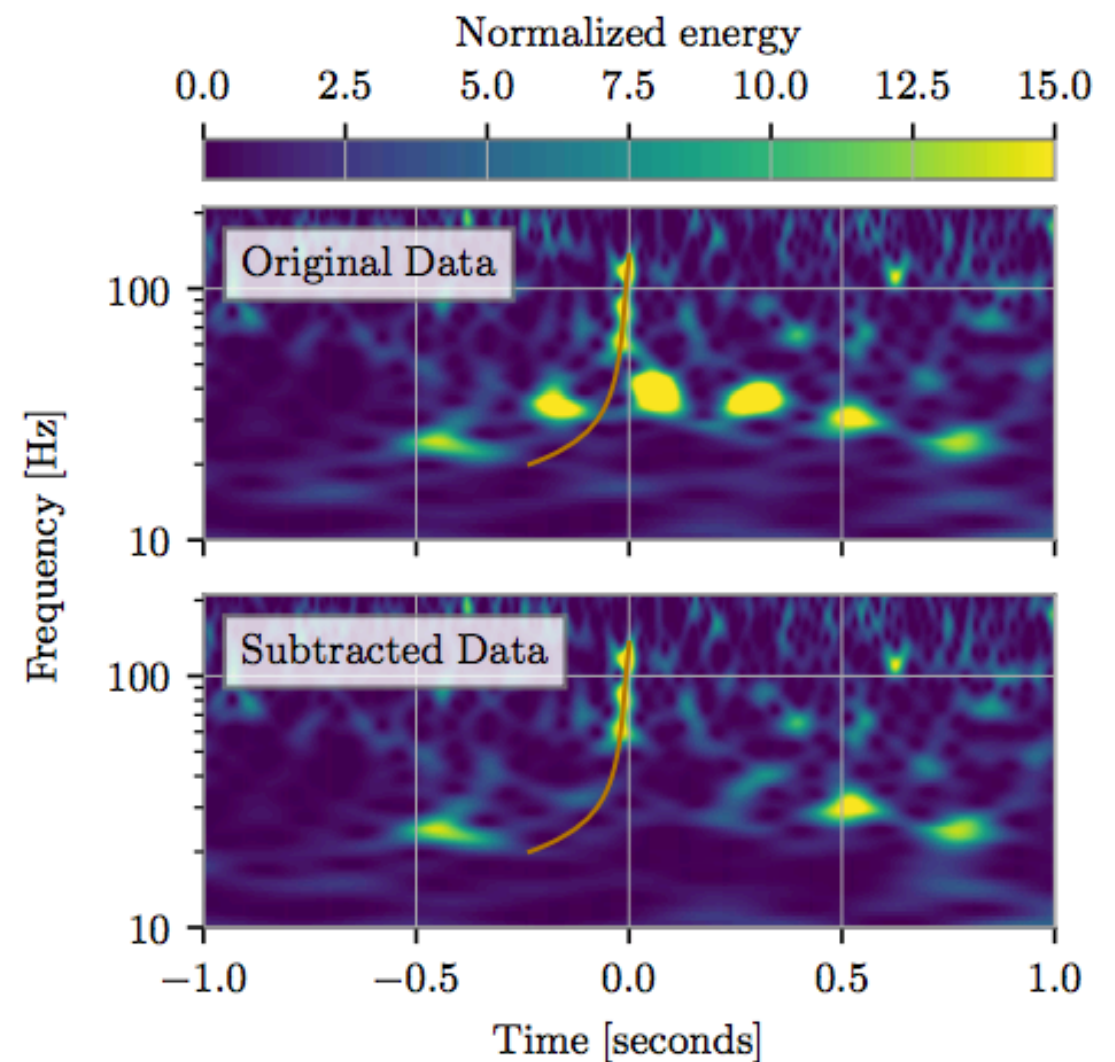 Normalized energy
0.0 2.5 5.0 7.5 10.0 12.5 15.0
Original Data
100
10
Frequency [Hz]
Subtracted Data
100
10
−1.0 −0.5 0.0 0.5 1.0
Time [seconds]